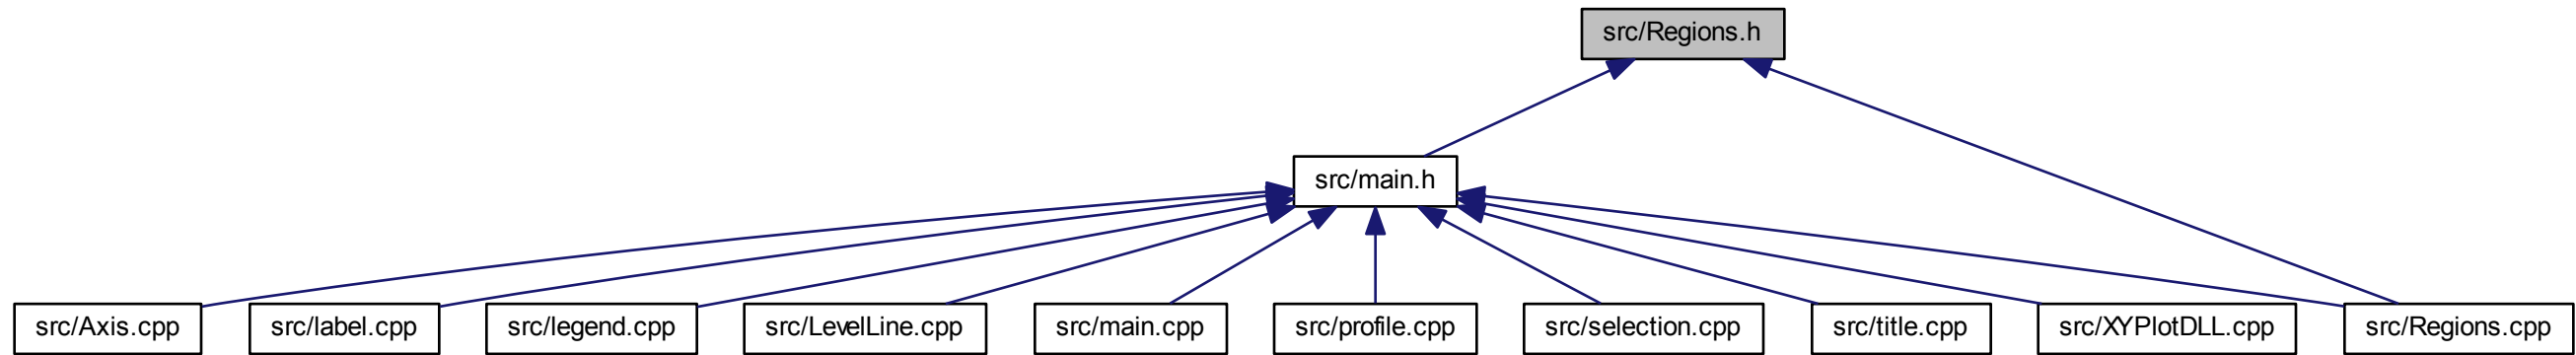 src/Regions.h
src/main.h
src/Axis.cpp
src/label.cpp
src/legend.cpp
src/LevelLine.cpp
src/main.cpp
src/profile.cpp
src/selection.cpp
src/title.cpp
src/XYPlotDLL.cpp
src/Regions.cpp